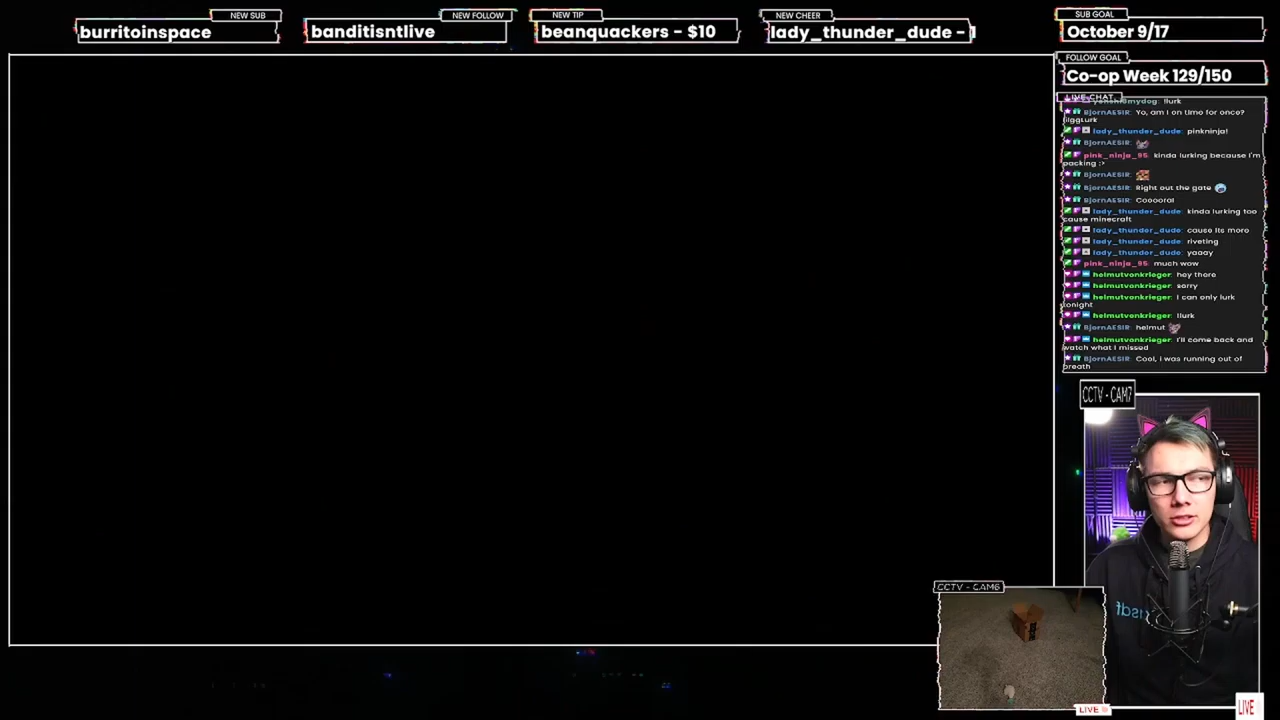 NEW SUB
burritoinspace
NEW FOLLOW
banditisntlive
NEW TIP
beanquackers - $10
NEW CHEER
lady_thunder_dude - 1
SUB GOAL
October 9/17
FOLLOW GOAL
Co-op Week 129/150
LIVE CHAT
!lurk
BjornAESIR: Yo, am i on time for once?
lady_thunder_dude: pinkninja!
BjornAESIR:
pink_ninja_95: kinda lurking because I'm
packing ;>
BjornAESIR:
BjornAESIR: Right out the gate
BjornAESIR: Cooooral
lady_thunder_dude: kinda lurking too
cause minecraft
lady_thunder_dude: cause its moro
lady_thunder_dude: riveting
lady_thunder_dude: yaaay
pink_ninja_95: much wow
helmutvonkrieger: hey there
helmutvonkrieger: sorry
helmutvonkrieger: I can only lurk
tonight
helmutvonkrieger: !lurk
BjornAESIR: helmut
helmutvonkrieger: I'll come back and
watch what I missed
BjornAESIR: Cool, i was running out of
breath
CCTV - CAM7
CCTV - CAM6
LIVE
LIVE